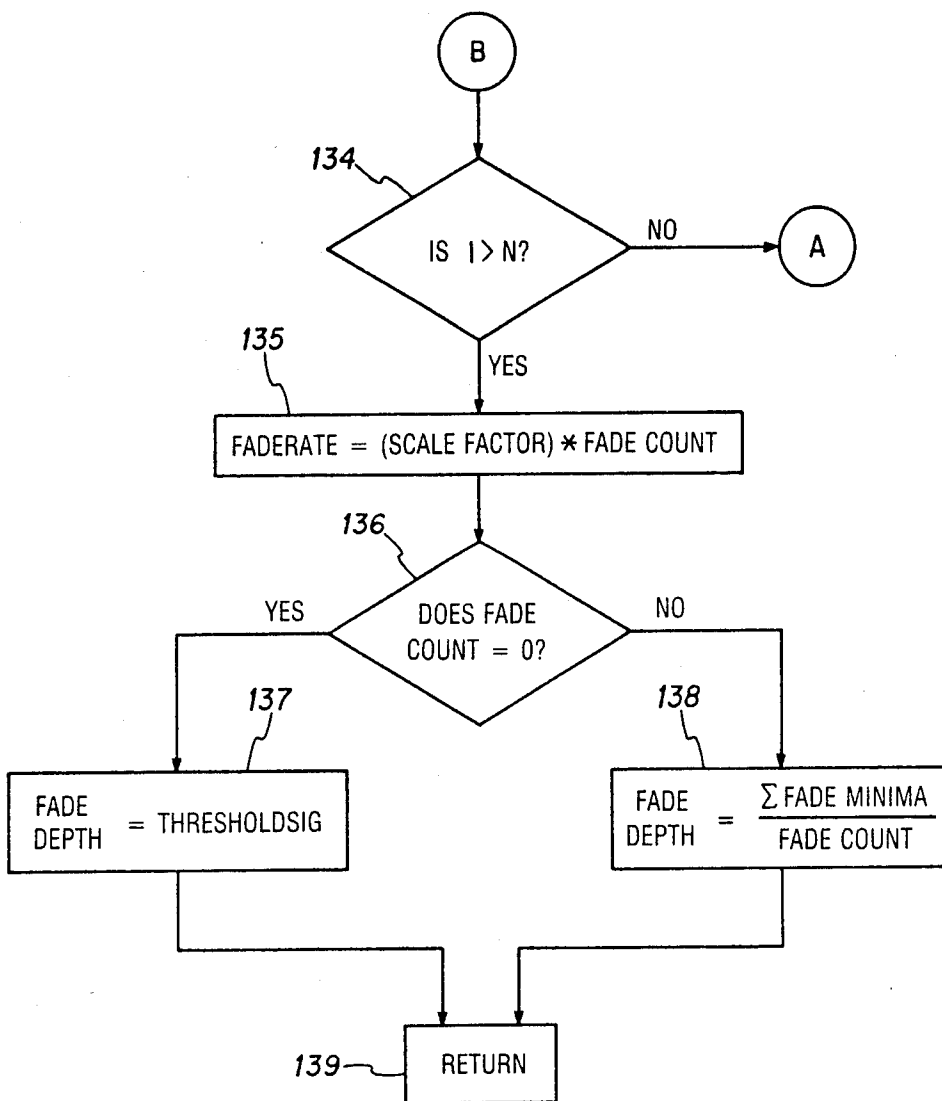 B
134
IS I > N?
NO
A
135
YES
FADERATE = (SCALE FACTOR) * FADE COUNT
136
YES
DOES FADE
COUNT = 0?
NO
137
138
FADE
DEPTH = THRESHOLDSIG
FADE
DEPTH = Σ FADE MINIMA
FADE COUNT
139
RETURN